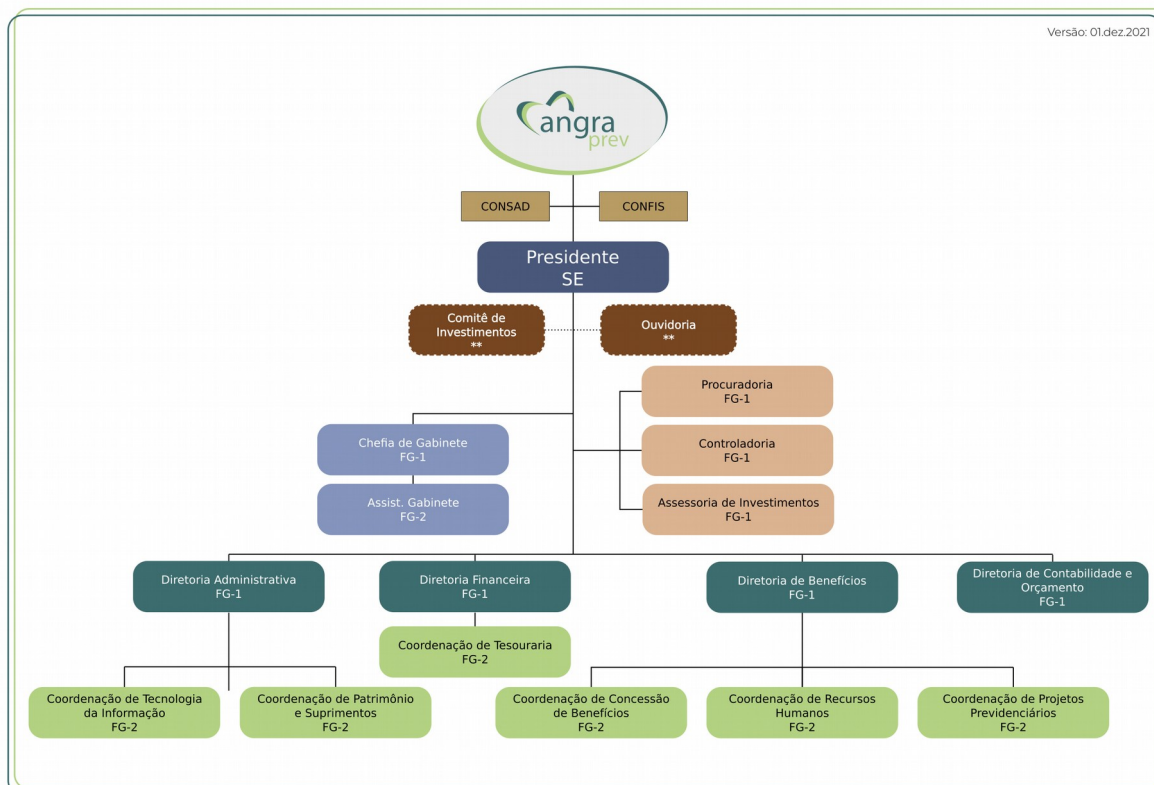 Versão: 01.dez.2021
angra
prev
CONSAD
CONFIS
Presidente
SE
Comitê de
Investimentos
**
Ouvidoria
**
Procuradoria
FG-1
Chefia de Gabinete
FG-1
Controladoria
FG-1
Assist. Gabinete
FG-2
Assessoria de Investimentos
FG-1
Diretoria Administrativa
FG-1
Diretoria Financeira
FG-1
Diretoria de Benefícios
FG-1
Diretoria de Contabilidade e
Orçamento
FG-1
Coordenação de Tesouraria
FG-2
Coordenação de Tecnologia
da Informação
FG-2
Coordenação de Patrimônio
e Suprimentos
FG-2
Coordenação de Concessão
de Benefícios
FG-2
Coordenação de Recursos
Humanos
FG-2
Coordenação de Projetos
Previdenciários
FG-2